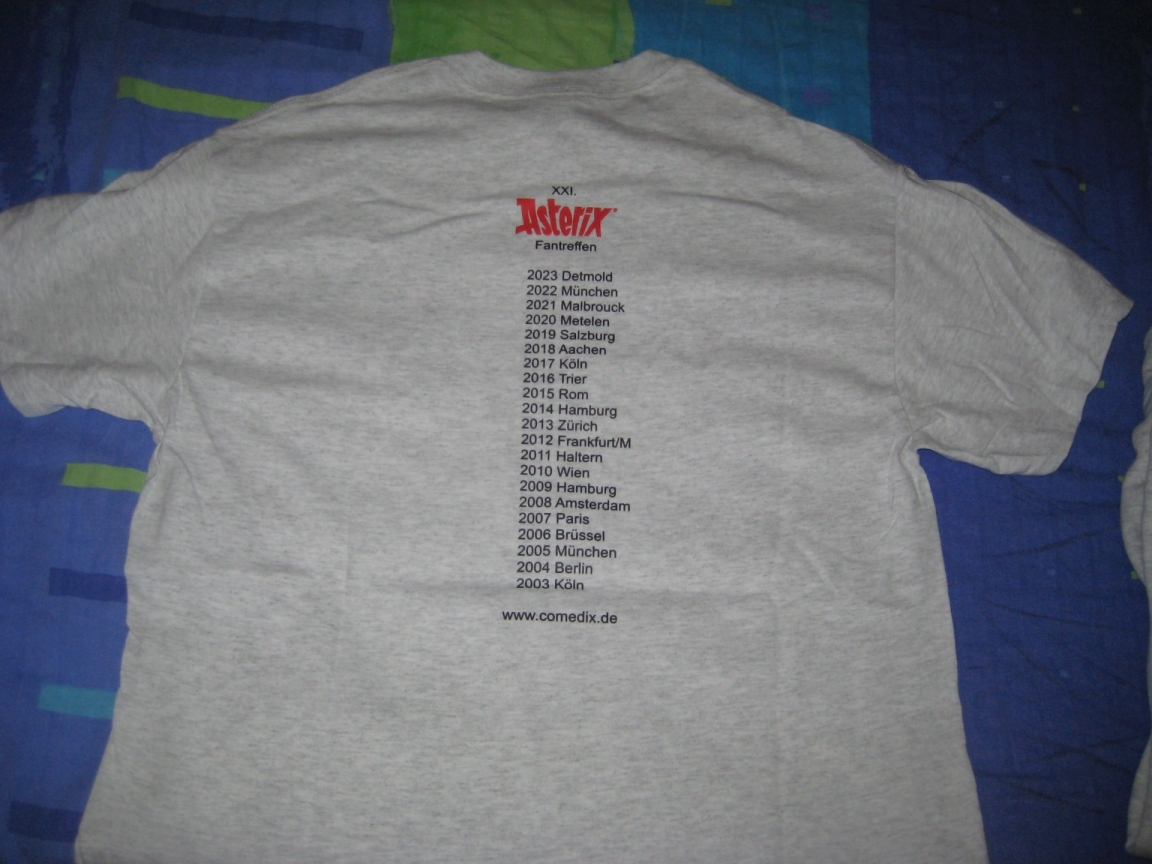 XXI.
Asterix
Fantreffen
2023 Detmold
2022 München
2021 Malbrouck
2020 Metelen
2019 Salzburg
2018 Aachen
2017 Köln
2016 Trier
2015 Rom
2014 Hamburg
2013 Zürich
2012 Frankfurt/M
2011 Haltern
2010 Wien
2009 Hamburg
2008 Amsterdam
2007 Paris
2006 Brüssel
2005 München
2004 Berlin
2003 Köln
www.comedix.de